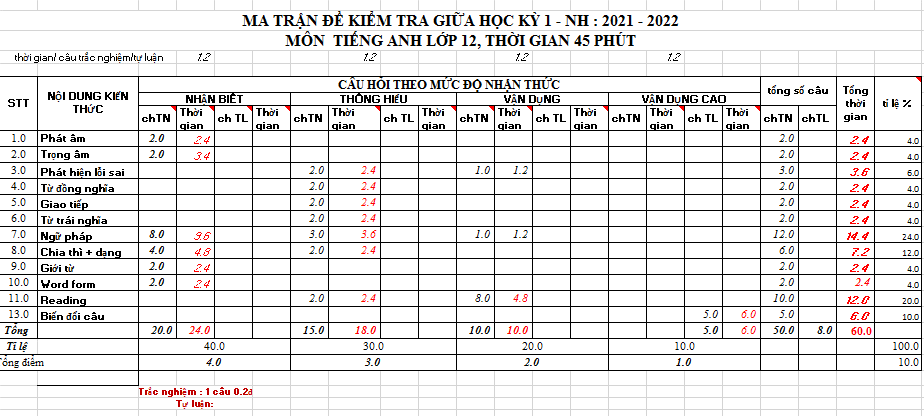 MA TRẬN ĐỀ KIỂM TRA GIỮA HỌC KỲ 1 - NH : 2021 - 2022
MÔN TIẾNG ANH LỚP 12, THỜI GIAN 45 PHÚT
thời gian/ câu trắc nghiệm/tự luận 1.2 1.2 1.2 1.2
STT NỘI DUNG KIẾN THỨC CÂU HỎI THEO MỨC ĐỘ NHẬN THỨC tổng số câu Tổng thời gian tỉ lệ %
NHẬN BIẾT THÔNG HIỂU VẬN DỤNG VẬN DỤNG CAO
chTN Thời gian ch TL Thời gian chTN Thời gian ch TL Thời gian chTN Thời gian ch TL Thời gian chTN Thời gian ch TL Thời gian chTN chTL
1.0 Phát âm 2.0 2.4 2.0 2.4 4.0
2.0 Trọng âm 2.0 3.4 2.0 2.4 4.0
3.0 Phát hiện lỗi sai 2.0 2.4 1.0 1.2 3.0 3.6 6.0
4.0 Từ đồng nghĩa 2.0 2.4 2.0 2.4 4.0
5.0 Giao tiếp 2.0 2.4 2.0 2.4 4.0
6.0 Từ trái nghĩa 2.0 2.4 2.0 2.4 4.0
7.0 Ngữ pháp 8.0 9.6 3.0 3.6 1.0 1.2 12.0 14.4 24.0
8.0 Chia thì + dạng 4.0 4.8 2.0 2.4 6.0 7.2 12.0
9.0 Giới từ 2.0 2.4 2.0 2.4 4.0
10.0 Word form 2.0 2.4 2.0 2.4 4.0
11.0 Reading 2.0 2.4 8.0 4.8 10.0 12.0 20.0
13.0 Biến đổi câu 5.0 6.0 5.0 6.0 10.0
Tổng 20.0 24.0 15.0 18.0 10.0 10.0 5.0 6.0 50.0 8.0 60.0
Tỉ lệ 40.0 30.0 20.0 10.0 100.0
Tổng điểm 4.0 3.0 2.0 1.0 10.0
Trắc nghiệm : 1 câu 0.2đ
Tự luận: